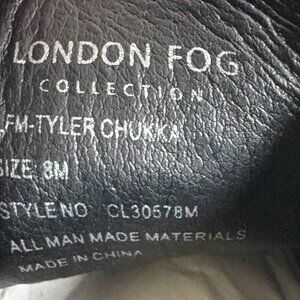 LONDON FOG
COLLECTION
LFM-TYLER CHUKKA
SIZE 8M
STYLE NO CL30578M
ALL MAN MADE MATERIALS
MADE IN CHINA